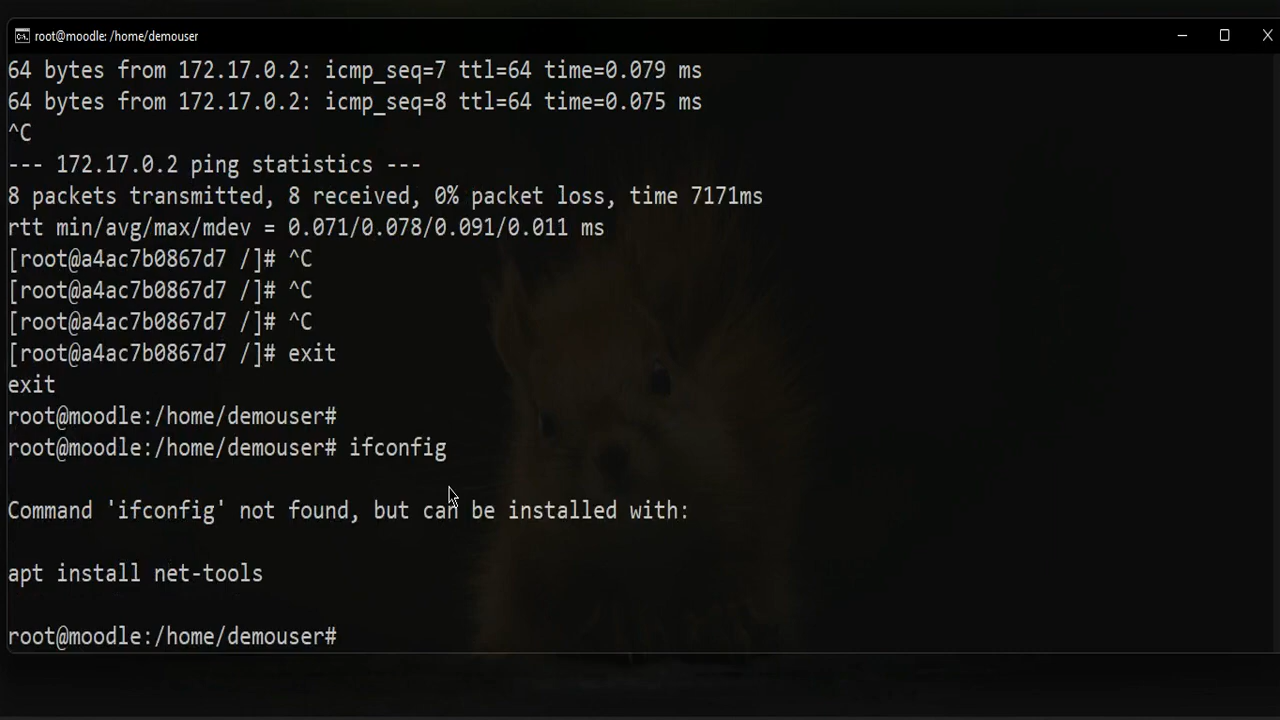 root@moodle: /home/demouser
64 bytes from 172.17.0.2: icmp_seq=7 ttl=64 time=0.079 ms
64 bytes from 172.17.0.2: icmp_seq=8 ttl=64 time=0.075 ms
^C
--- 172.17.0.2 ping statistics ---
8 packets transmitted, 8 received, 0% packet loss, time 7171ms
rtt min/avg/max/mdev = 0.071/0.078/0.091/0.011 ms
[root@a4ac7b0867d7 /]# ^C
[root@a4ac7b0867d7 /]# ^C
[root@a4ac7b0867d7 /]# ^C
[root@a4ac7b0867d7 /]# exit
exit
root@moodle:/home/demouser#
root@moodle:/home/demouser# ifconfig
Command 'ifconfig' not found, but can be installed with:
apt install net-tools
root@moodle:/home/demouser#